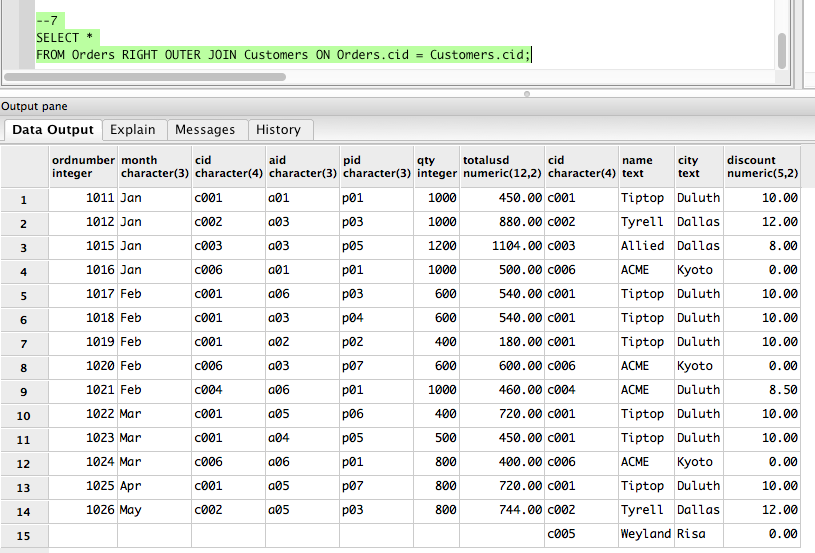 --7
SELECT *
FROM Orders RIGHT OUTER JOIN Customers ON Orders.cid = Customers.cid;
Output pane
Data Output Explain Messages History
ordnumber month cid aid pid qty totalusd cid name city discount
integer character(3) character(4) character(3) character(3) integer numeric(12,2) character(4) text text numeric(5,2)
1 1011 Jan c001 a01 p01 1000 450.00 c001 Tiptop Duluth 10.00
2 1012 Jan c002 a03 p03 1000 880.00 c002 Tyrell Dallas 12.00
3 1015 Jan c003 a03 p05 1200 1104.00 c003 Allied Dallas 8.00
4 1016 Jan c006 a01 p01 1000 500.00 c006 ACME Kyoto 0.00
5 1017 Feb c001 a06 p03 600 540.00 c001 Tiptop Duluth 10.00
6 1018 Feb c001 a03 p04 600 540.00 c001 Tiptop Duluth 10.00
7 1019 Feb c001 a02 p02 400 180.00 c001 Tiptop Duluth 10.00
8 1020 Feb c006 a03 p07 600 600.00 c006 ACME Kyoto 0.00
9 1021 Feb c004 a06 p01 1000 460.00 c004 ACME Duluth 8.50
10 1022 Mar c001 a05 p06 400 720.00 c001 Tiptop Duluth 10.00
11 1023 Mar c001 a04 p05 500 450.00 c001 Tiptop Duluth 10.00
12 1024 Mar c006 a06 p01 800 400.00 c006 ACME Kyoto 0.00
13 1025 Apr c001 a05 p07 800 720.00 c001 Tiptop Duluth 10.00
14 1026 May c002 a05 p03 800 744.00 c002 Tyrell Dallas 12.00
15 c005 Weyland Risa 0.00